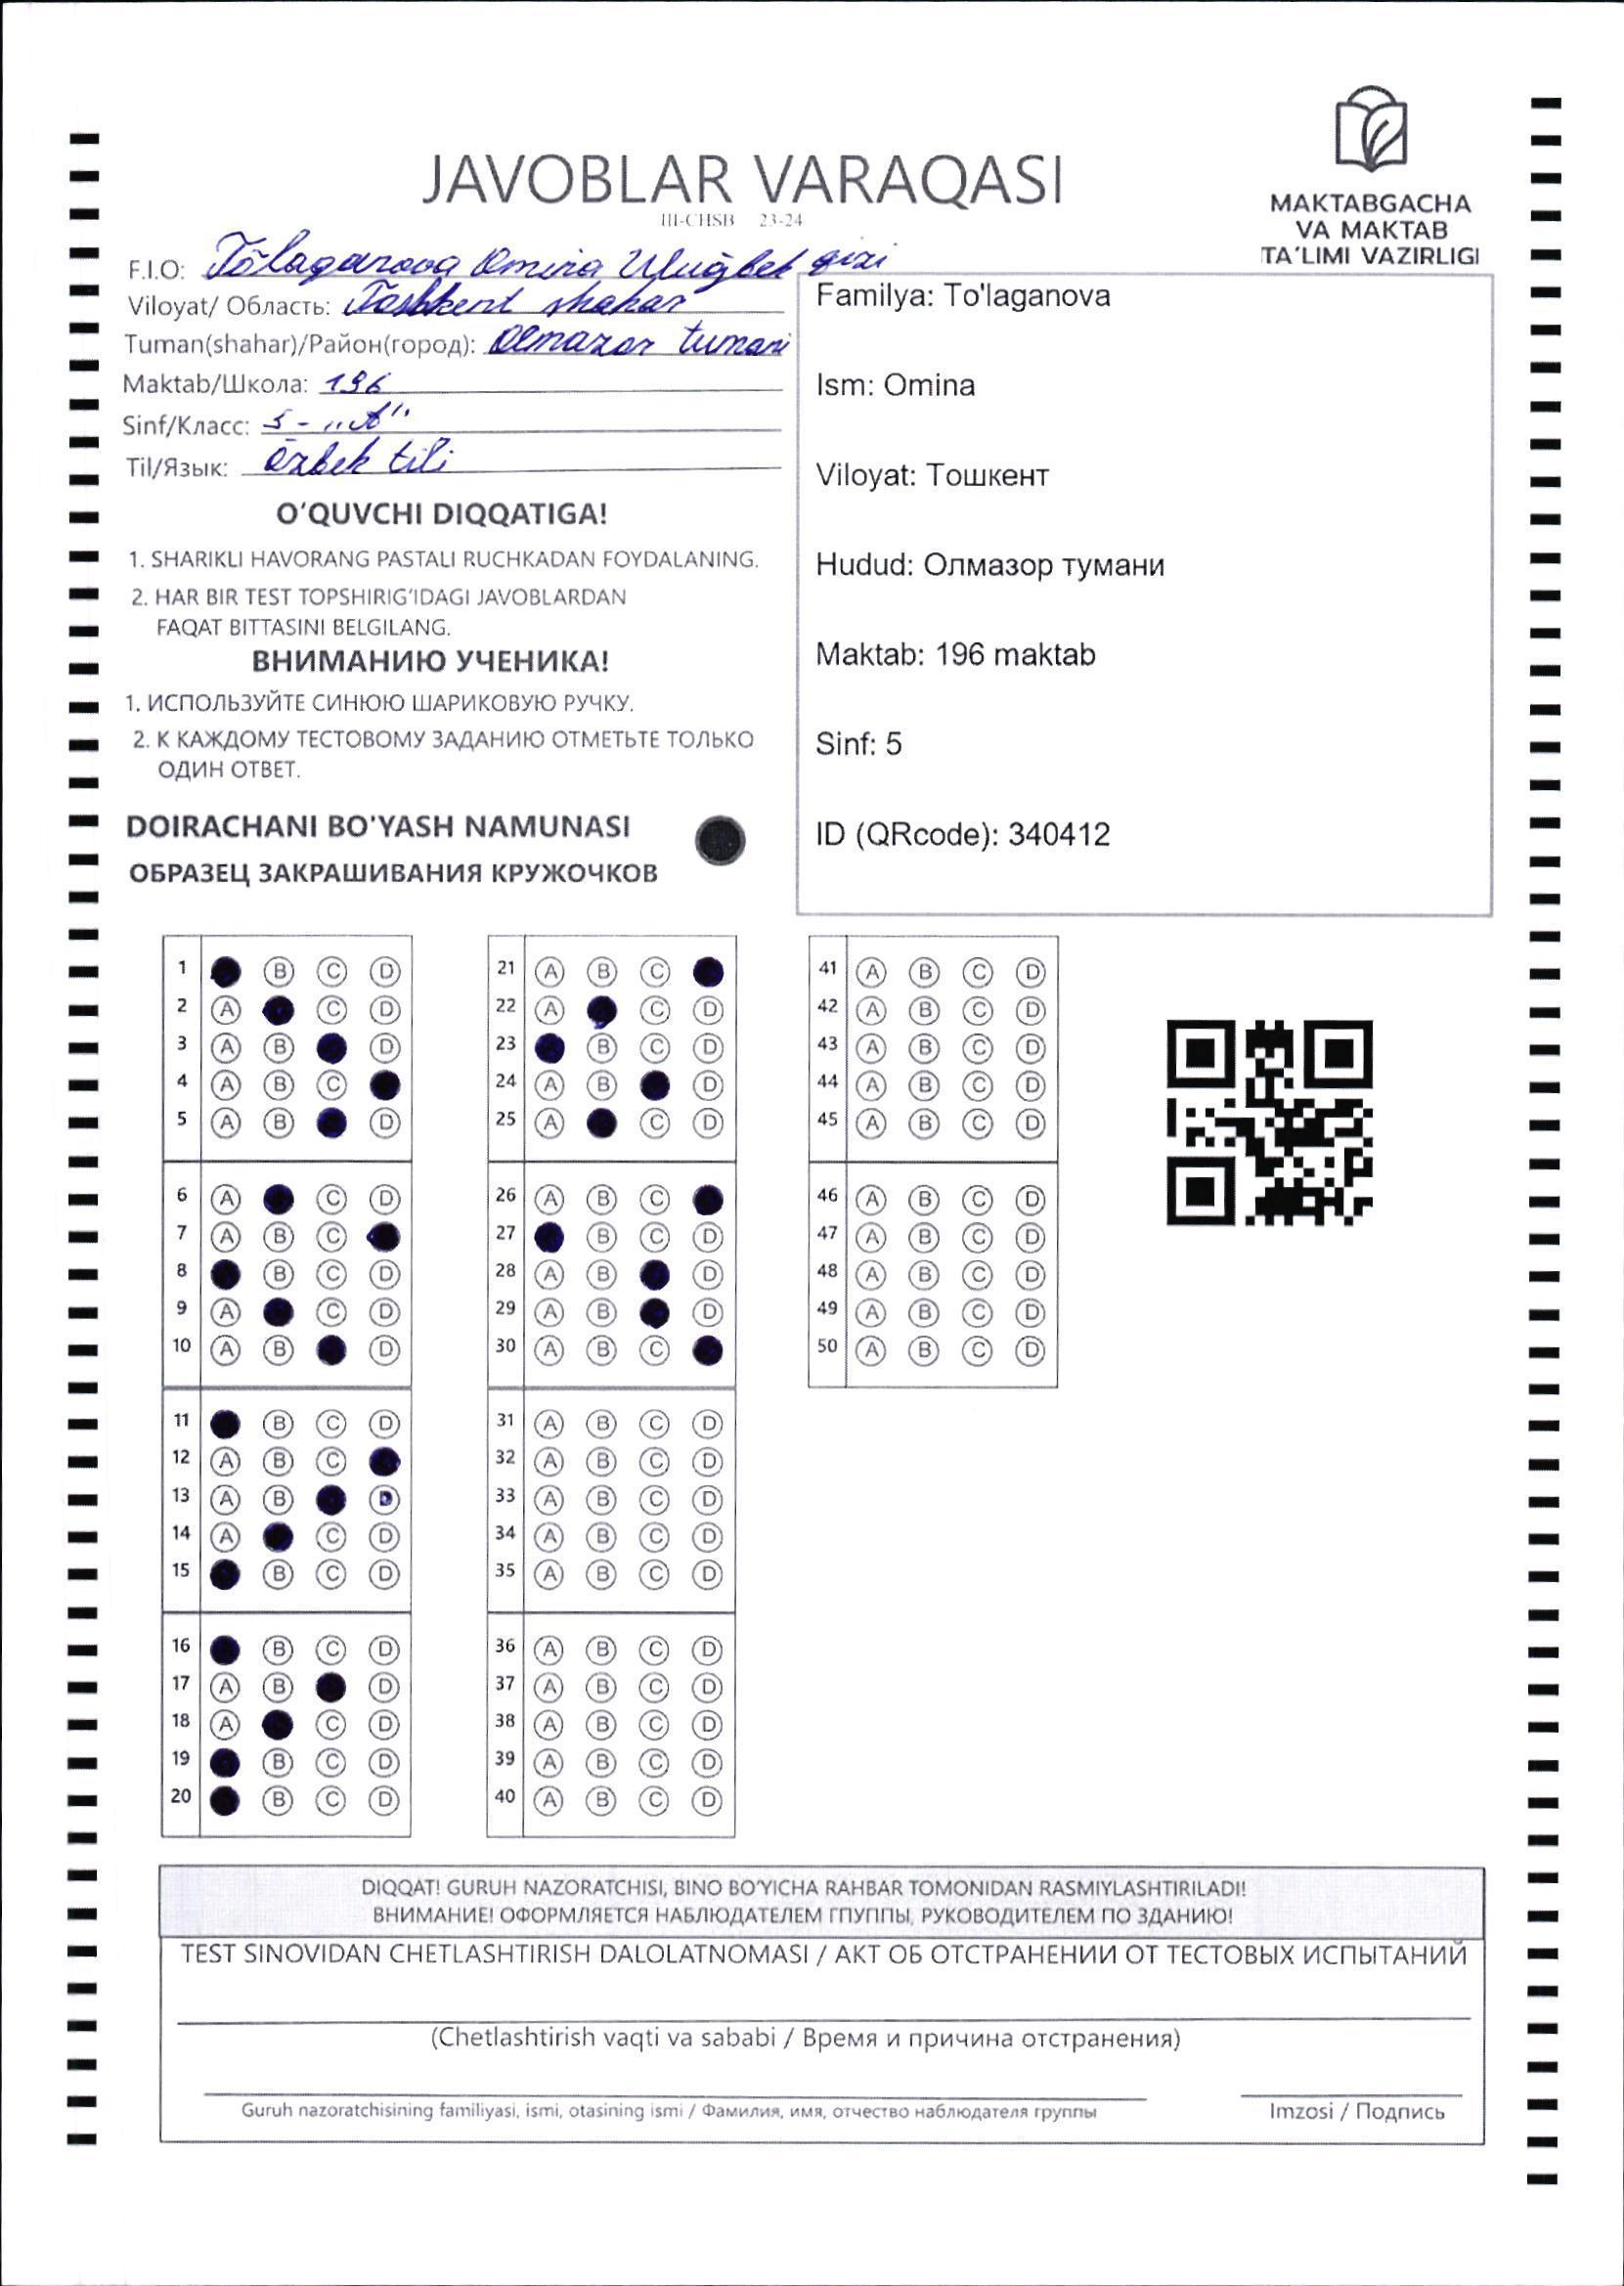 JAVOBLAR VARAQASI
III-CHSB 23-24
MAKTABGACHA
VA MAKTAB
TA'LIMI VAZIRLIGI
F.I.O: Tõlaganova Omina Ulug̃bek qizi
Viloyat/ Область: Toshkent shahar
Tuman(shahar)/Район(город): Olmazor tumani
Maktab/Школа: 196
Sinf/Класс: 5-"A"
Til/Язык: Õzbek tili
O'QUVCHI DIQQATIGA!
1. SHARIKLI HAVORANG PASTALI RUCHKADAN FOYDALANING.
2. HAR BIR TEST TOPSHIRIG'IDAGI JAVOBLARDAN
FAQAT BITTASINI BELGILANG.
ВНИМАНИЮ УЧЕНИКА!
1. ИСПОЛЬЗУЙТЕ СИНЮЮ ШАРИКОВУЮ РУЧКУ.
2. К КАЖДОМУ ТЕСТОВОМУ ЗАДАНИЮ ОТМЕТЬТЕ ТОЛЬКО
ОДИН ОТВЕТ.
DOIRACHANI BO'YASH NAMUNASI
ОБРАЗЕЦ ЗАКРАШИВАНИЯ КРУЖОЧКОВ
Familya: To'laganova
Ism: Omina
Viloyat: Тошкент
Hudud: Олмазор тумани
Maktab: 196 maktab
Sinf: 5
ID (QRcode): 340412
1 B C D
2 A C D
3 A B D
4 A B C
5 A B D
6 A C D
7 A B C
8 B C D
9 A C D
10 A B D
11 B C D
12 A B C
13 A B D
14 A C D
15 B C D
16 B C D
17 A B D
18 A C D
19 B C D
20 B C D
21 A B C
22 A C D
23 B C D
24 A B D
25 A C D
26 A B C
27 B C D
28 A B D
29 A B D
30 A B C
31 A B C D
32 A B C D
33 A B C D
34 A B C D
35 A B C D
36 A B C D
37 A B C D
38 A B C D
39 A B C D
40 A B C D
41 A B C D
42 A B C D
43 A B C D
44 A B C D
45 A B C D
46 A B C D
47 A B C D
48 A B C D
49 A B C D
50 A B C D
DIQQAT! GURUH NAZORATCHISI, BINO BO'YICHA RAHBAR TOMONIDAN RASMIYLASHTIRILADI!
ВНИМАНИЕ! ОФОРМЛЯЕТСЯ НАБЛЮДАТЕЛЕМ ГПУППЫ, РУКОВОДИТЕЛЕМ ПО ЗДАНИЮ!
TEST SINOVIDAN CHETLASHTIRISH DALOLATNOMASI / АКТ ОБ ОТСТРАНЕНИИ ОТ ТЕСТОВЫХ ИСПЫТАНИЙ
(Chetlashtirish vaqti va sababi / Время и причина отстранения)
Guruh nazoratchisining familiyasi, ismi, otasining ismi / Фамилия, имя, отчество наблюдателя группы
Imzosi / Подпись